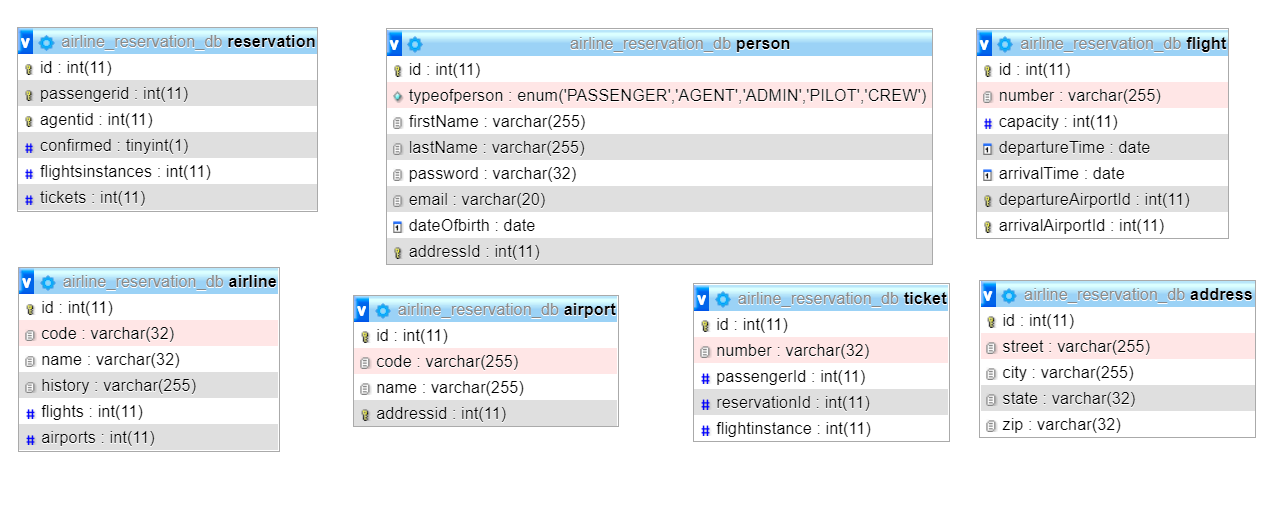 v airline_reservation_db reservation
id : int(11)
passengerid : int(11)
agentid : int(11)
# confirmed : tinyint(1)
# flightsinstances : int(11)
# tickets : int(11)
v airline_reservation_db person
id : int(11)
typeofperson : enum('PASSENGER','AGENT','ADMIN','PILOT','CREW')
firstName : varchar(255)
lastName : varchar(255)
password : varchar(32)
email : varchar(20)
dateOfbirth : date
addressId : int(11)
v airline_reservation_db flight
id : int(11)
number : varchar(255)
# capacity : int(11)
departureTime : date
arrivalTime : date
departureAirportId : int(11)
arrivalAirportId : int(11)
v airline_reservation_db airline
id : int(11)
code : varchar(32)
name : varchar(32)
history : varchar(255)
# flights : int(11)
# airports : int(11)
v airline_reservation_db airport
id : int(11)
code : varchar(255)
name : varchar(255)
addressid : int(11)
v airline_reservation_db ticket
id : int(11)
number : varchar(32)
# passengerId : int(11)
# reservationId : int(11)
# flightinstance : int(11)
v airline_reservation_db address
id : int(11)
street : varchar(255)
city : varchar(255)
state : varchar(32)
zip : varchar(32)